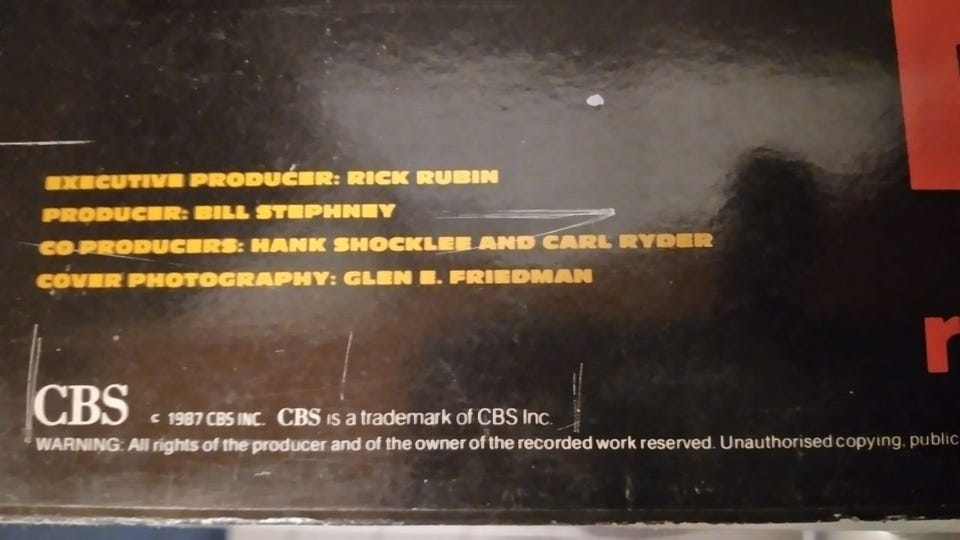 EXECUTIVE PRODUCER: RICK RUBIN
PRODUCER: BILL STEPHNEY
CO-PRODUCERS: HANK SHOCKLEE AND CARL RYDER
COVER PHOTOGRAPHY: GLEN E. FRIEDMAN
CBS c 1987 CBS INC. CBS is a trademark of CBS Inc.
WARNING: All rights of the producer and of the owner of the recorded work reserved. Unauthorised copying, public